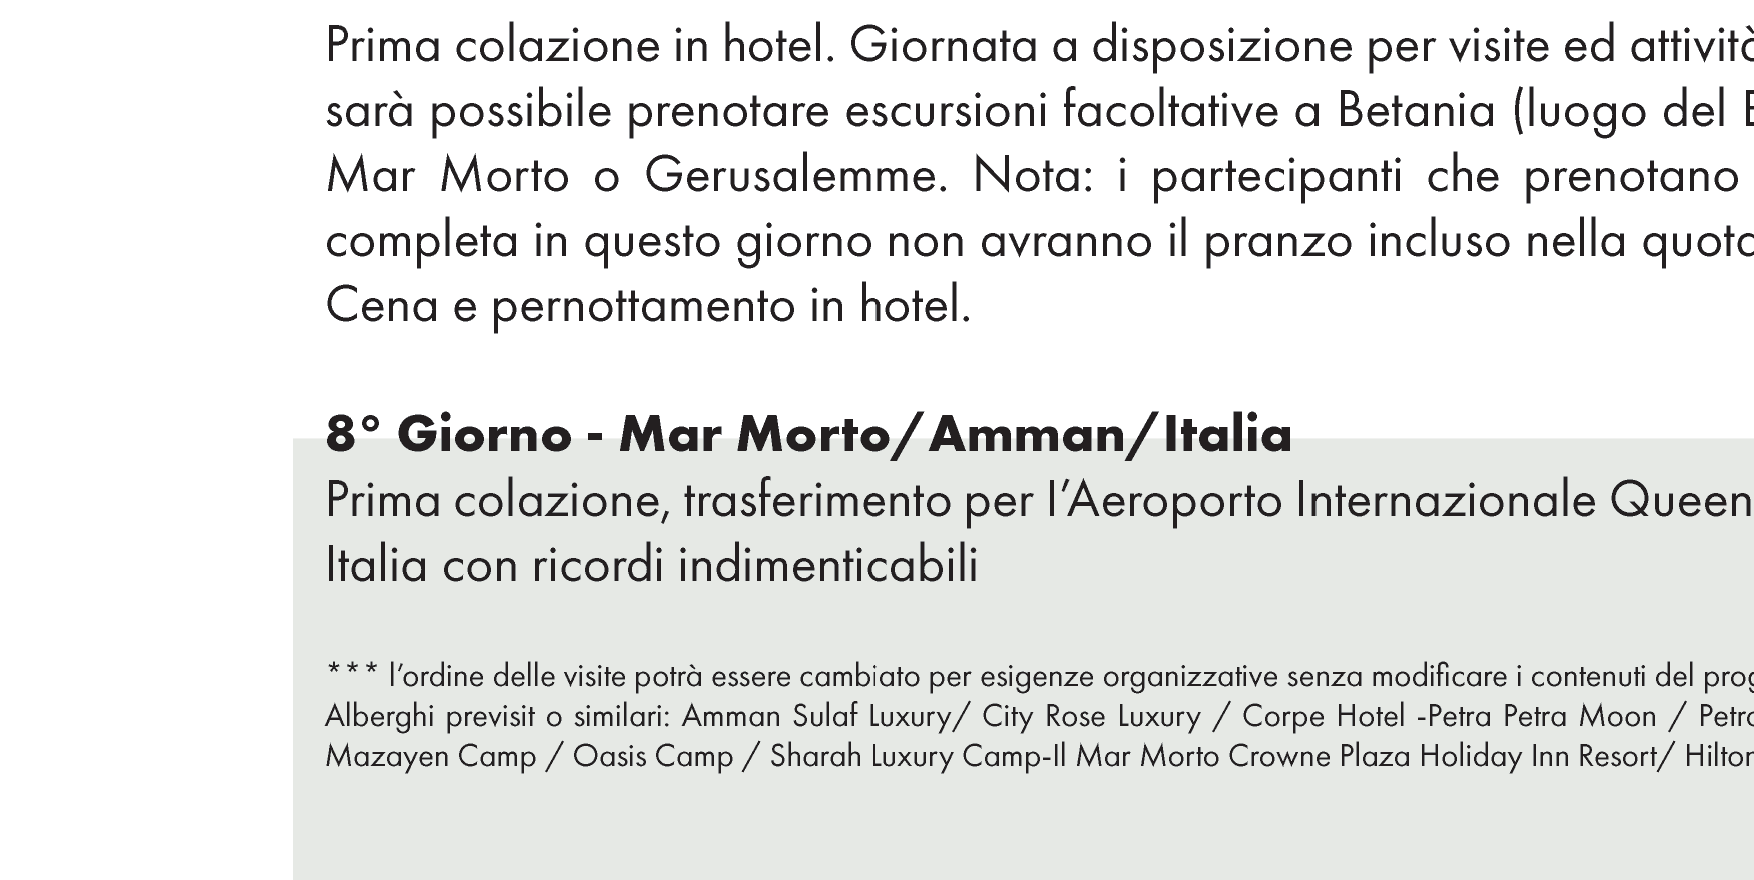 Prima colazione in hotel. Giornata a disposizione per visite ed attività
sarà possibile prenotare escursioni facoltative a Betania (luogo del
Mar Morto o Gerusalemme. Nota: i partecipanti che prenotano
completa in questo giorno non avranno il pranzo incluso nella quota
Cena e pernottamento in hotel.
8° Giorno - Mar Morto/Amman/Italia
Prima colazione, trasferimento per l’Aeroporto Internazionale Queen
Italia con ricordi indimenticabili
*** l’ordine delle visite potrà essere cambiato per esigenze organizzative senza modificare i contenuti del
Alberghi previsit o similari: Amman Sulaf Luxury/ City Rose Luxury / Corpe Hotel -Petra Petra Moon / Petra
Mazayen Camp / Oasis Camp / Sharah Luxury Camp-Il Mar Morto Crowne Plaza Holiday Inn Resort/ Hilton